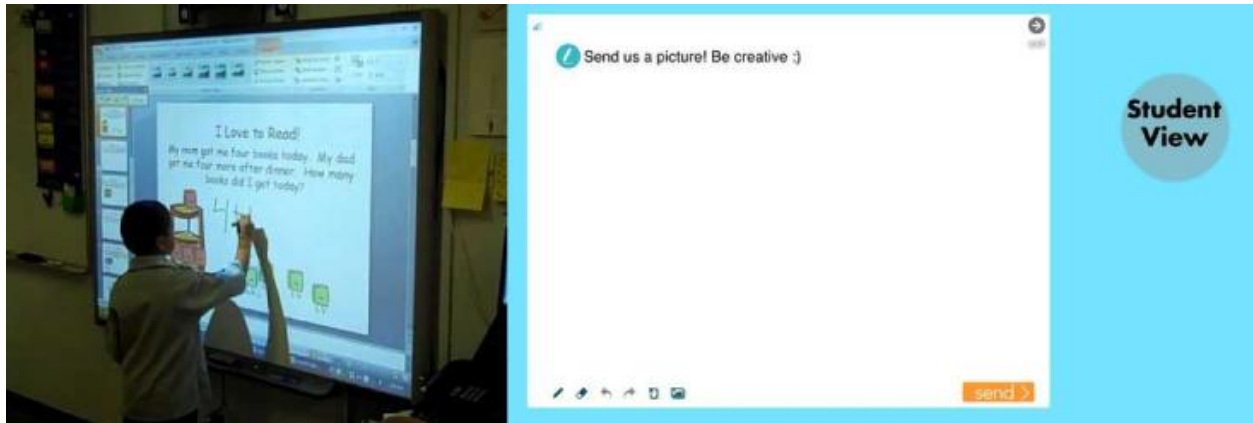 I Love to Read!
My mom got me four books today. My dad
got me four more after dinner. How many
books did I get today?
4
Send us a picture! Be creative :)
send >
Student
View